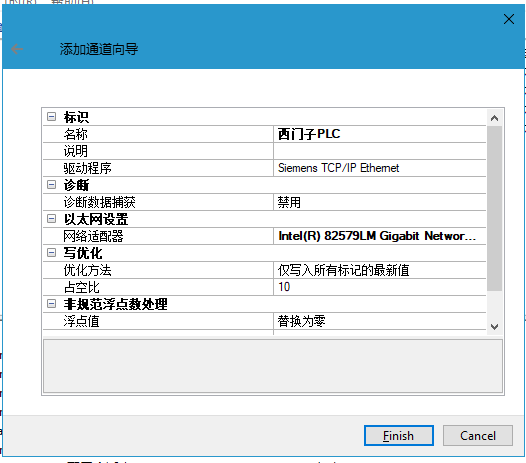 添加通道向导
标识
名称 西门子PLC
说明
驱动程序 Siemens TCP/IP Ethernet
诊断
诊断数据捕获 禁用
以太网设置
网络适配器 Intel(R) 82579LM Gigabit Networ...
写优化
优化方法 仅写入所有标记的最新值
占空比 10
非规范浮点数处理
浮点值 替换为零
Finish Cancel